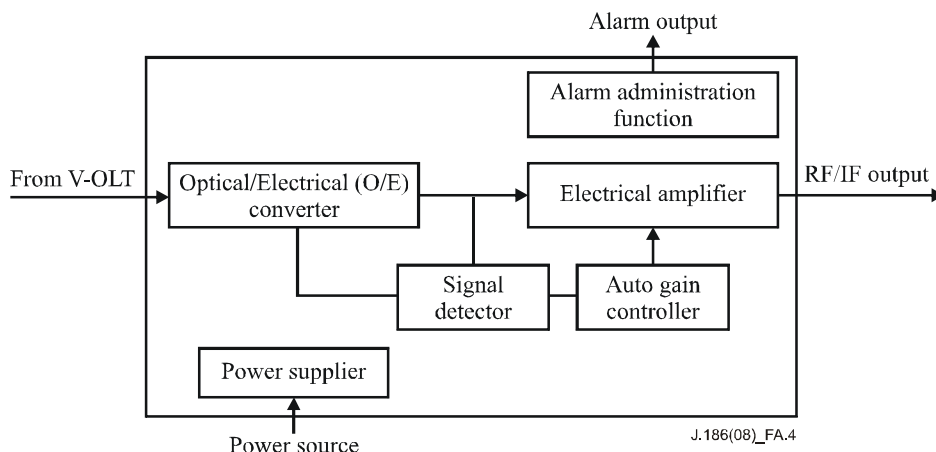 Alarm output
Alarm administration
function
From V-OLT
Optical/Electrical (O/E)
converter
Electrical amplifier
RF/IF output
Signal
detector
Auto gain
controller
Power supplier
Power source
J.186(08)_FA.4